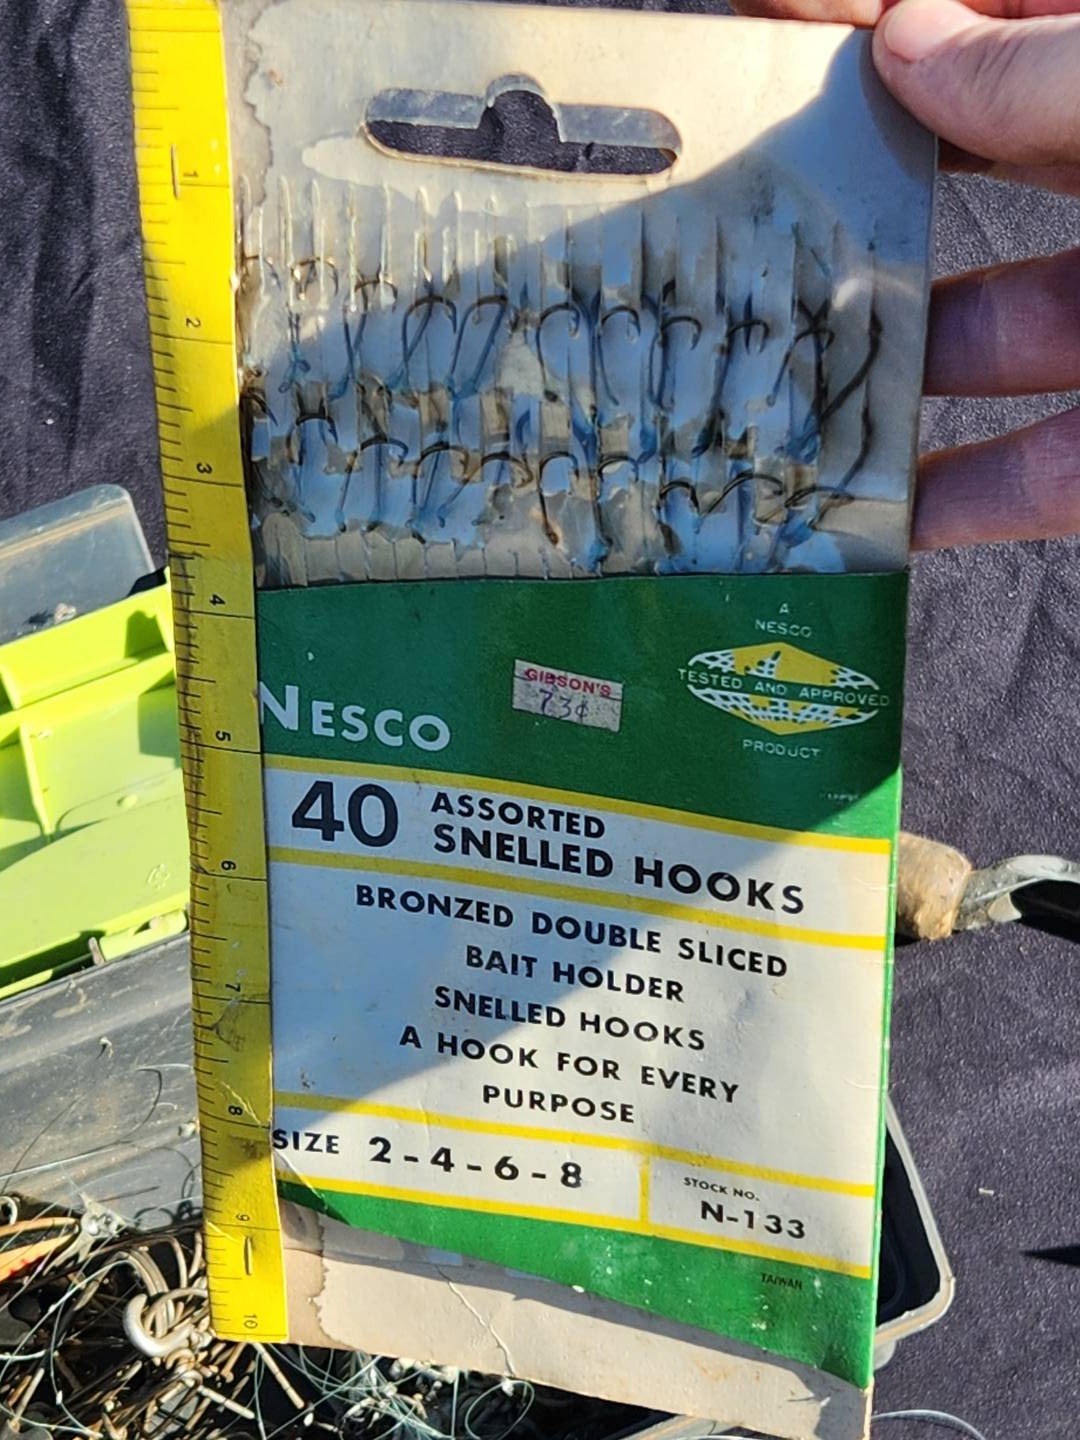 1
2
3
4
5
6
7
8
9
10
A
NESCO
TESTED AND APPROVED
PRODUCT
GIBSON'S
73¢
NESCO
40 ASSORTED
SNELLED HOOKS
BRONZED DOUBLE SLICED
BAIT HOLDER
SNELLED HOOKS
A HOOK FOR EVERY
PURPOSE
SIZE 2-4-6-8
STOCK NO.
N-133
TAIWAN